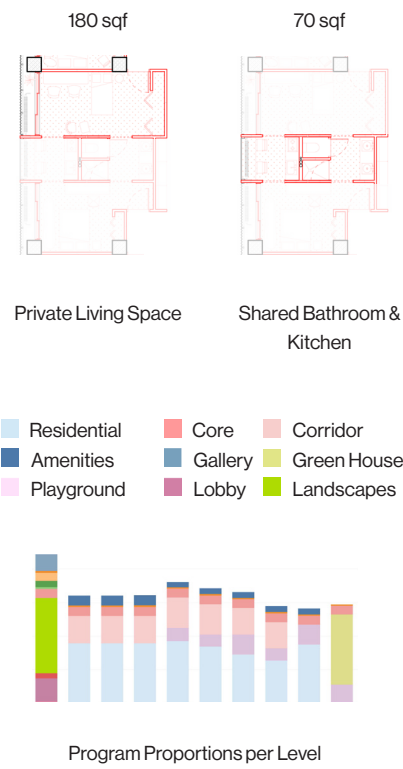 180 sqf
70 sqf
Private Living Space
Shared Bathroom &
Kitchen
Residential
Core
Corridor
Amenities
Gallery
Green House
Playground
Lobby
Landscapes
Program Proportions per Level